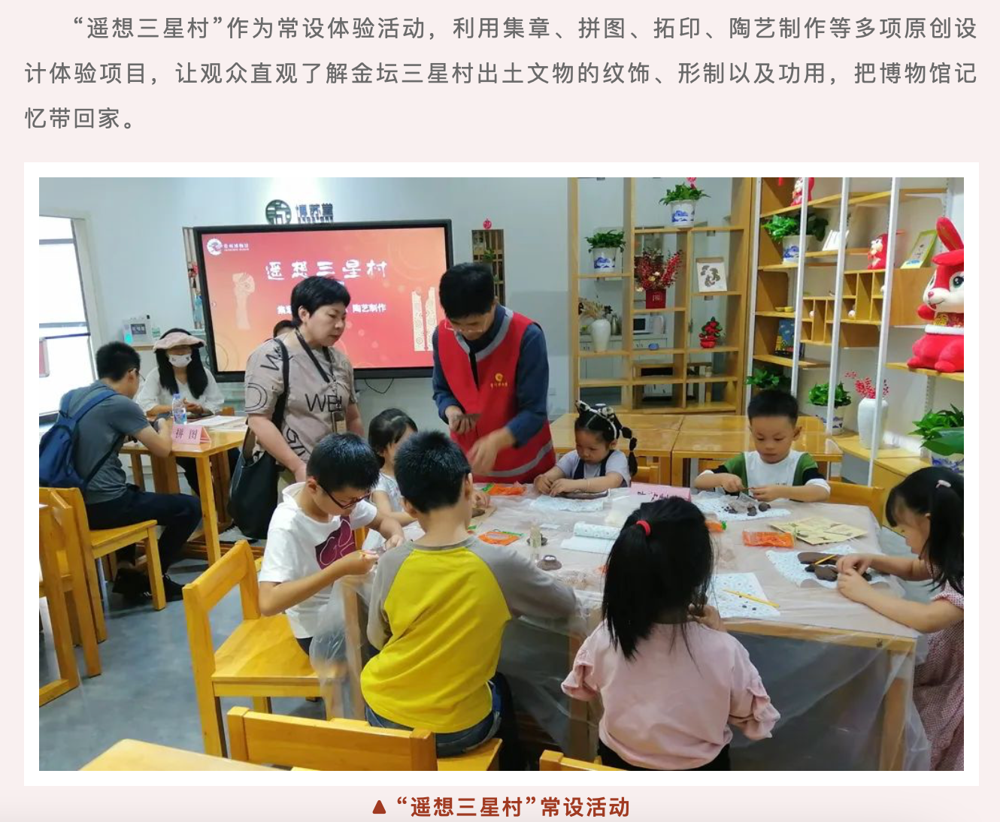 “遥想三星村”作为常设体验活动，利用集章、拼图、拓印、陶艺制作等多项原创设
计体验项目，让观众直观了解金坛三星村出土文物的纹饰、形制以及功用，把博物馆记
忆带回家。
遥想三星村
陶艺制作
WE
拼图
▲“遥想三星村”常设活动